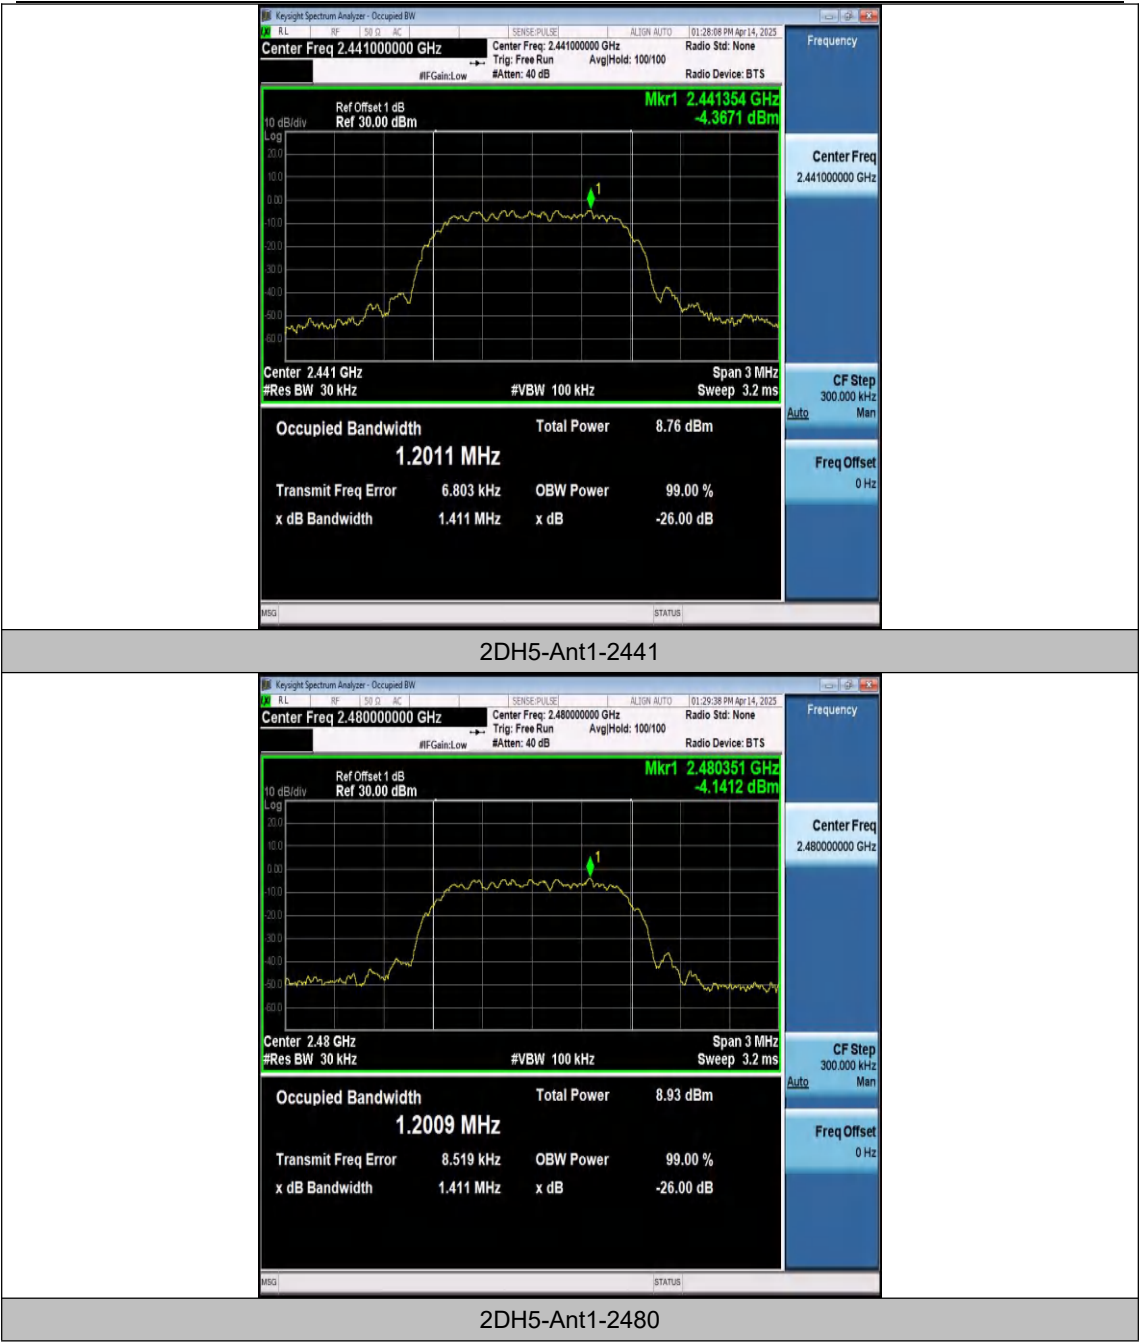 Keysight Spectrum Analyzer - Occupied BW
RL RF 50 Ω AC SENSE:PULSE ALIGN AUTO 01:28:08 PM Apr 14, 2025
Center Freq 2.441000000 GHz
Center Freq: 2.441000000 GHz Radio Std: None
Trig: Free Run Avg|Hold: 100/100
#IFGain:Low #Atten: 40 dB Radio Device: BTS
Frequency
Mkr1 2.441354 GHz
-4.3671 dBm
Ref Offset 1 dB
10 dB/div Ref 30.00 dBm
Log
20.0
10.0
0.00
-10.0
-20.0
-30.0
-40.0
-50.0
-60.0
1
Center 2.441 GHz Span 3 MHz
#Res BW 30 kHz #VBW 100 kHz Sweep 3.2 ms
Center Freq
2.441000000 GHz
CF Step
300.000 kHz
Auto Man
Freq Offset
0 Hz
Occupied Bandwidth Total Power 8.76 dBm
1.2011 MHz
Transmit Freq Error 6.803 kHz OBW Power 99.00 %
x dB Bandwidth 1.411 MHz x dB -26.00 dB
MSG STATUS
2DH5-Ant1-2441
Keysight Spectrum Analyzer - Occupied BW
RL RF 50 Ω AC SENSE:PULSE ALIGN AUTO 01:29:38 PM Apr 14, 2025
Center Freq 2.480000000 GHz
Center Freq: 2.480000000 GHz Radio Std: None
Trig: Free Run Avg|Hold: 100/100
#IFGain:Low #Atten: 40 dB Radio Device: BTS
Frequency
Mkr1 2.480351 GHz
-4.1412 dBm
Ref Offset 1 dB
10 dB/div Ref 30.00 dBm
Log
20.0
10.0
0.00
-10.0
-20.0
-30.0
-40.0
-50.0
-60.0
1
Center 2.48 GHz Span 3 MHz
#Res BW 30 kHz #VBW 100 kHz Sweep 3.2 ms
Center Freq
2.480000000 GHz
CF Step
300.000 kHz
Auto Man
Freq Offset
0 Hz
Occupied Bandwidth Total Power 8.93 dBm
1.2009 MHz
Transmit Freq Error 8.519 kHz OBW Power 99.00 %
x dB Bandwidth 1.411 MHz x dB -26.00 dB
MSG STATUS
2DH5-Ant1-2480